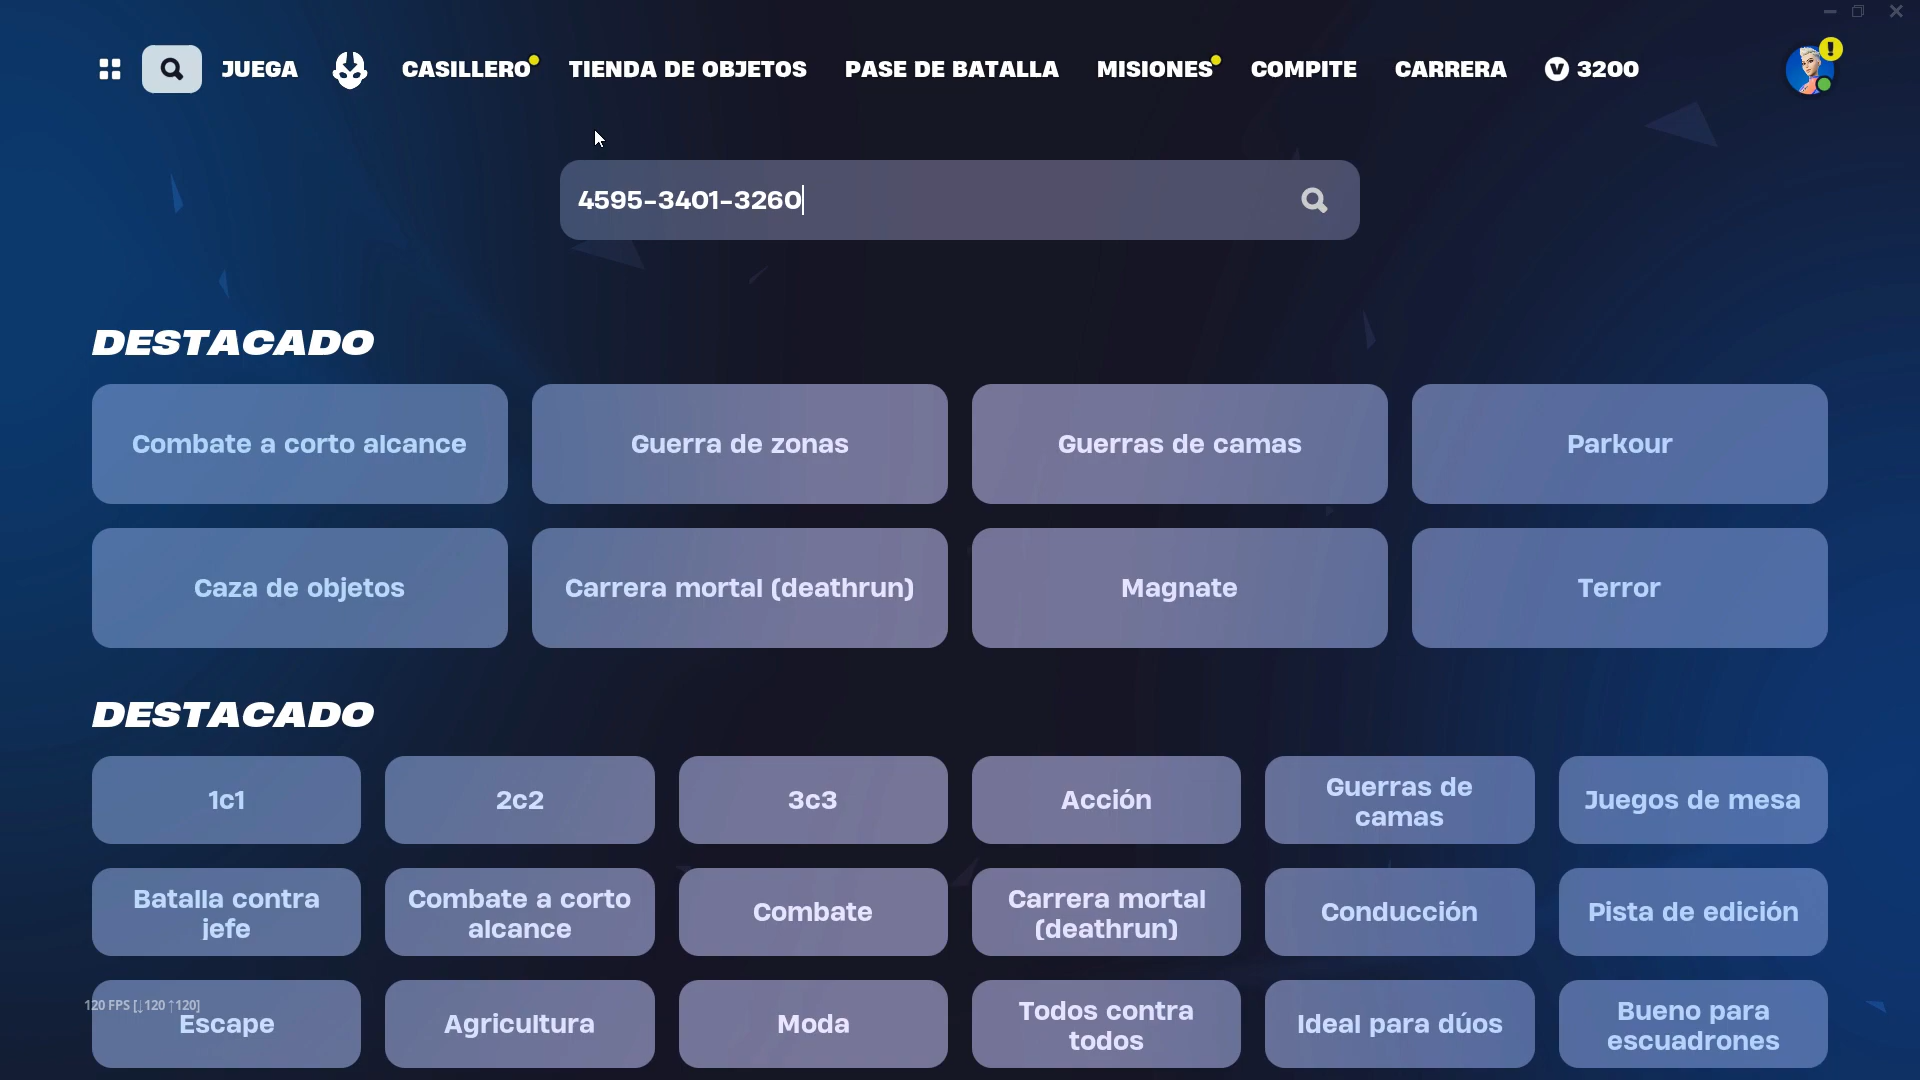 JUEGA CASILLERO TIENDA DE OBJETOS PASE DE BATALLA MISIONES COMPITE CARRERA V 3200 !
4595-3401-3260
DESTACADO
Combate a corto alcance
Guerra de zonas
Guerras de camas
Parkour
Caza de objetos
Carrera mortal (deathrun)
Magnate
Terror
DESTACADO
1c1
2c2
3c3
Acción
Guerras de
camas
Juegos de mesa
Batalla contra
jefe
Combate a corto
alcance
Combate
Carrera mortal
(deathrun)
Conducción
Pista de edición
120 FPS [↓120 ↑120]
Escape
Agricultura
Moda
Todos contra
todos
Ideal para dúos
Bueno para
escuadrones